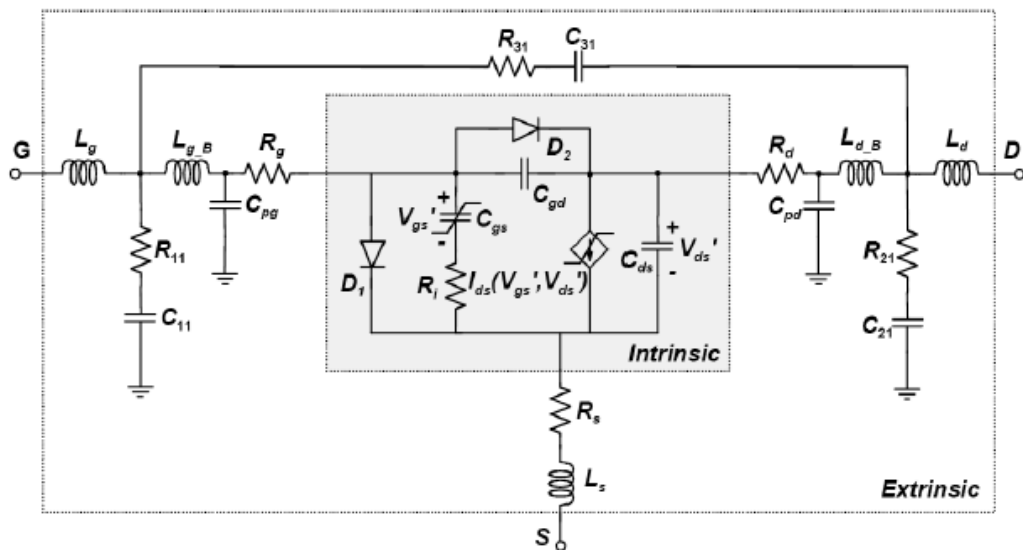 R31
C31
G
Lg
Lg_B
Rg
D2
Rd
Ld_B
Ld
D
Cpg
Vgs'
+
-
Cgs
Cgd
Cpd
R11
D1
Ri
Ids(Vgs',Vds')
Cds
+
-
Vds'
R21
C11
C21
Intrinsic
Rs
Ls
Extrinsic
S